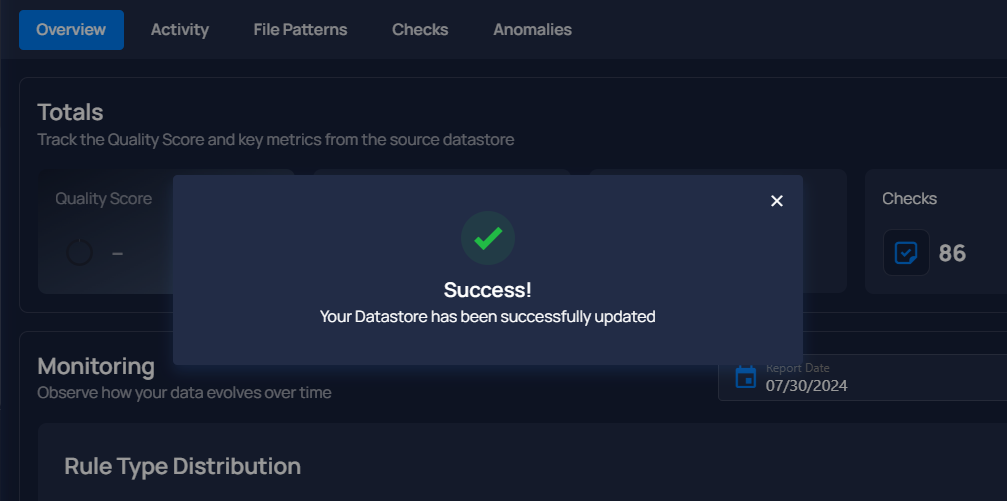 Overview Activity File Patterns Checks Anomalies
Totals
Track the Quality Score and key metrics from the source datastore
Quality Score
–
Checks
86
Success!
Your Datastore has been successfully updated
Monitoring
Observe how your data evolves over time
Report Date
07/30/2024
Rule Type Distribution